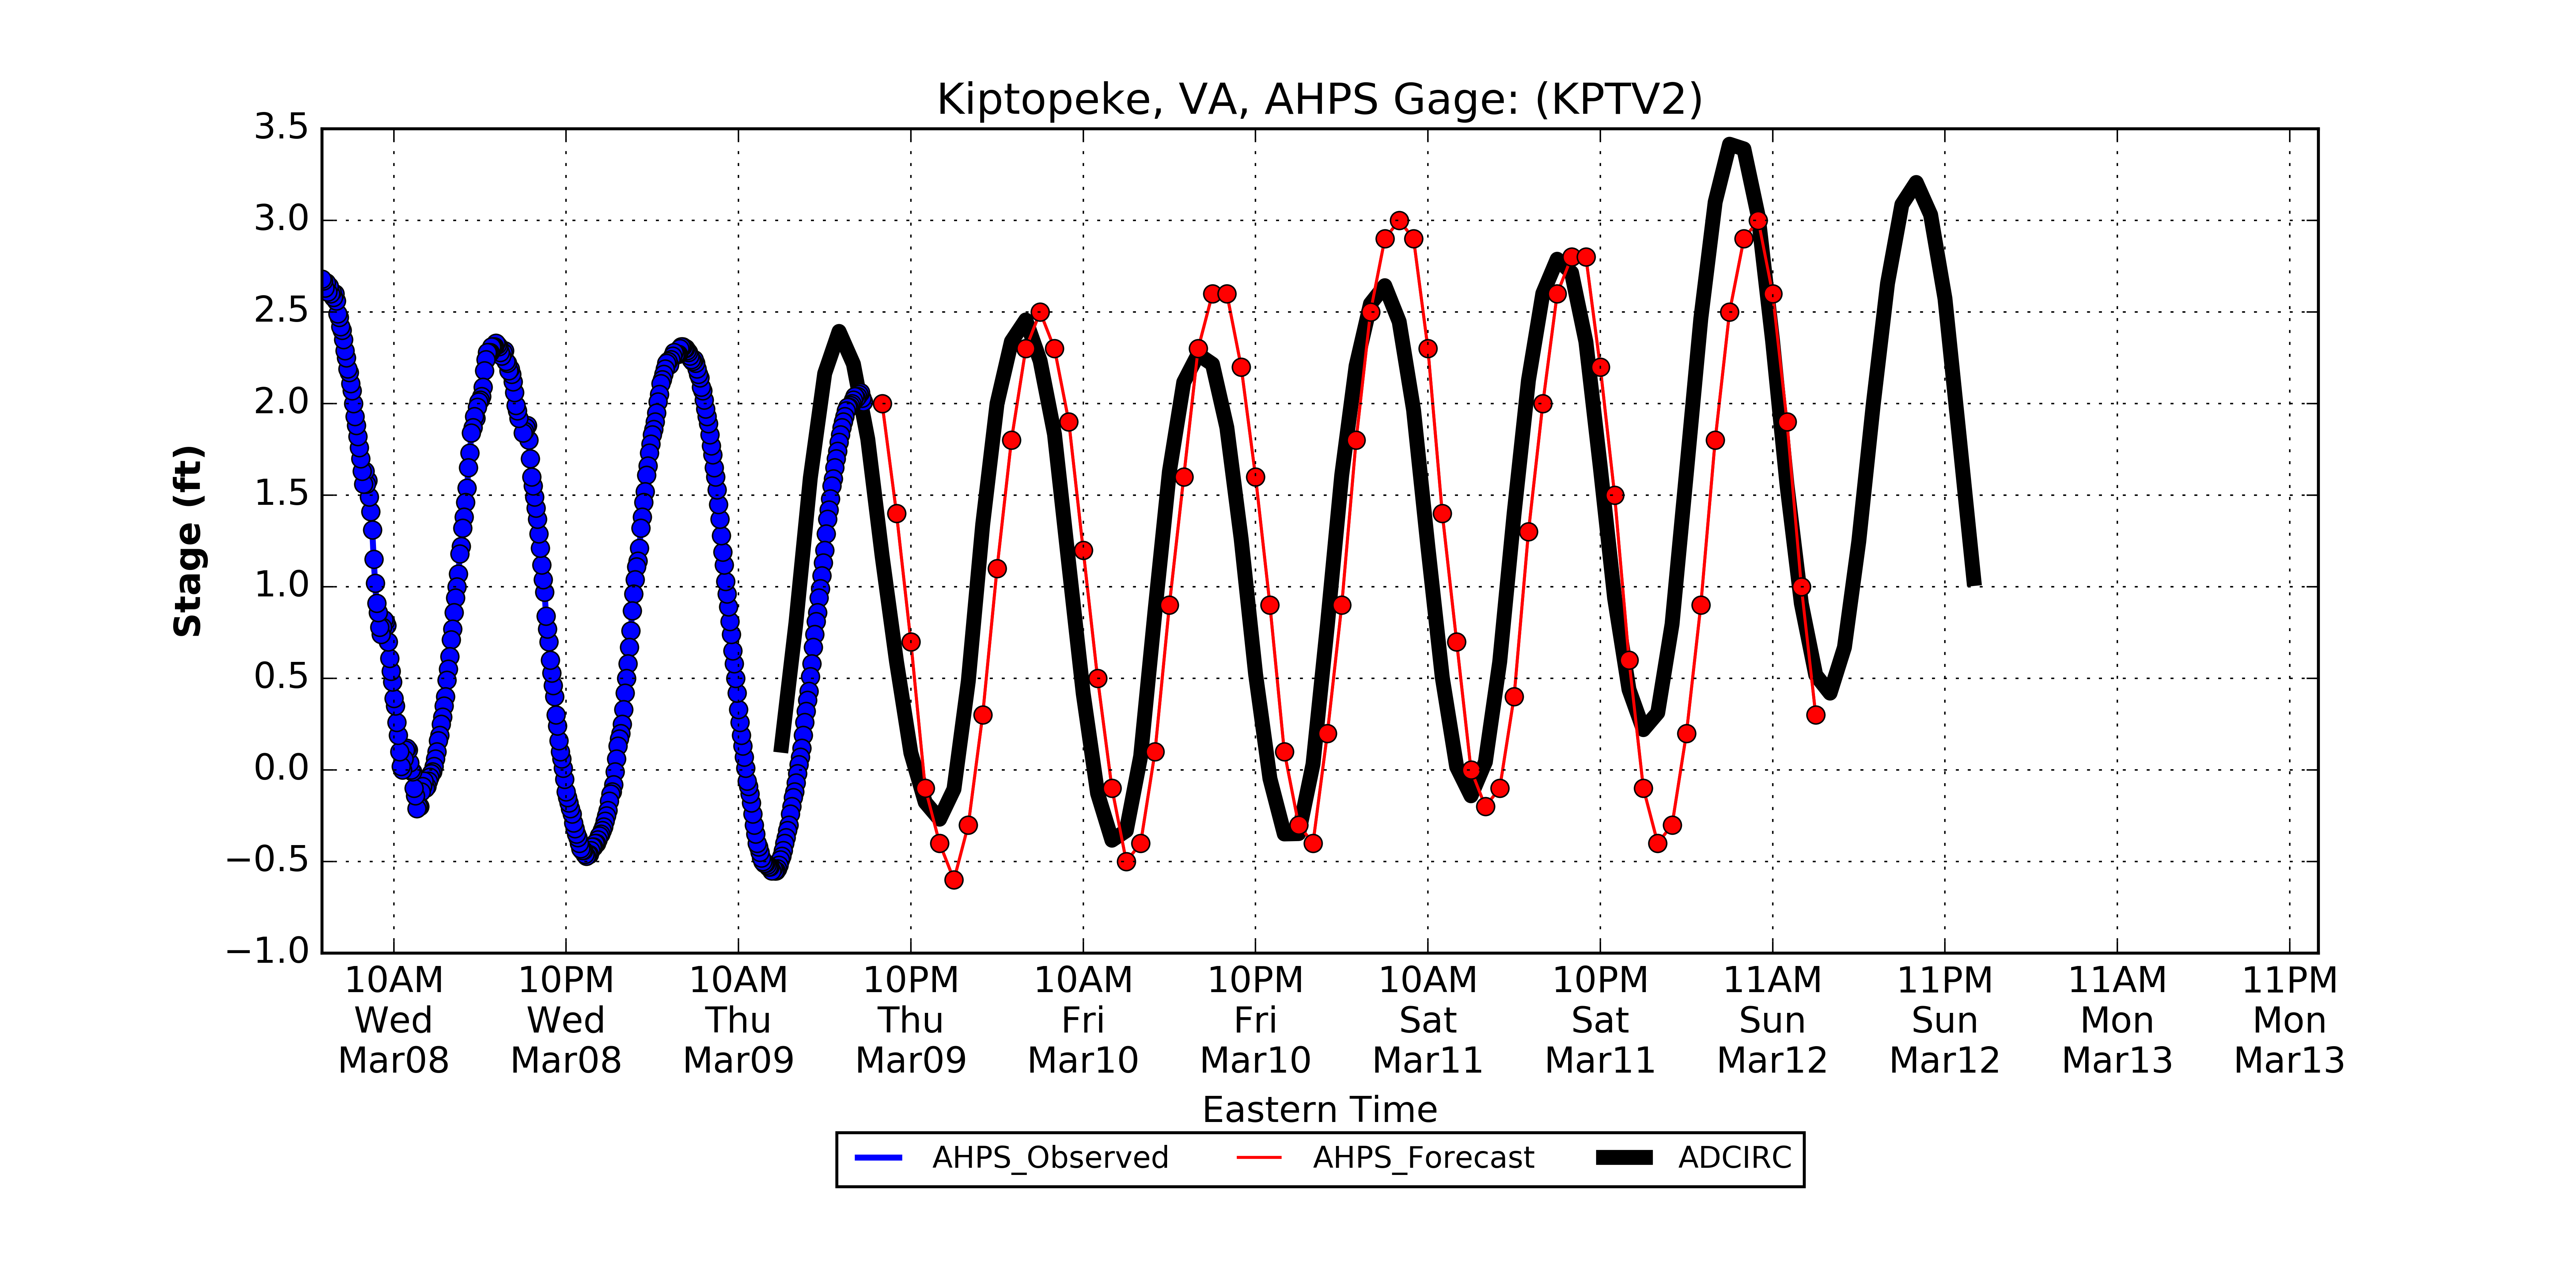 Kiptopeke, VA, AHPS Gage: (KPTV2)
3.5
3.0
2.5
2.0
1.5
1.0
0.5
0.0
−0.5
−1.0
Stage (ft)
10AM 10PM 10AM 10PM 10AM 10PM 10AM 10PM 11AM 11PM 11AM 11PM
Wed Wed Thu Thu Fri Fri Sat Sat Sun Sun Mon Mon
Mar08 Mar08 Mar09 Mar09 Mar10 Mar10 Mar11 Mar11 Mar12 Mar12 Mar13 Mar13
Eastern Time
AHPS_Observed AHPS_Forecast ADCIRC